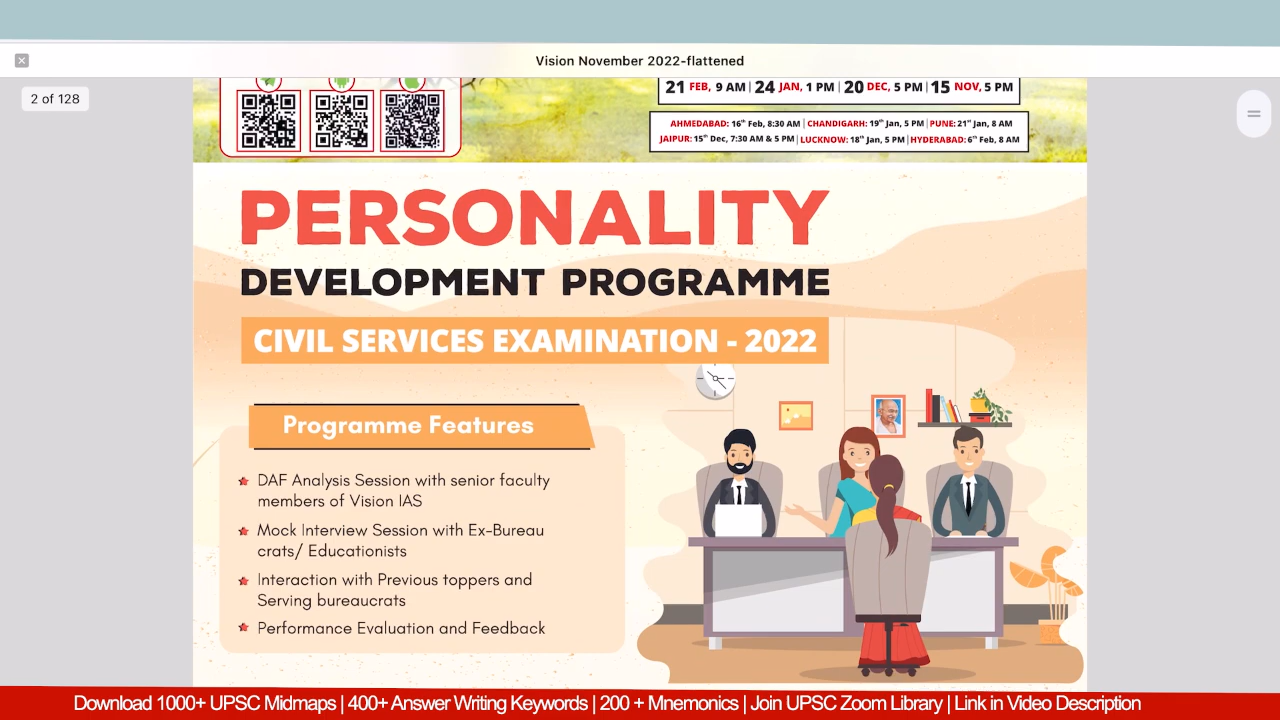 Vision November 2022-flattened
2 of 128
21 FEB, 9 AM | 24 JAN, 1 PM | 20 DEC, 5 PM | 15 NOV, 5 PM
AHMEDABAD: 16th Feb, 8:30 AM | CHANDIGARH: 19th Jan, 5 PM | PUNE: 21st Jan, 8 AM
JAIPUR: 15th Dec, 7:30 AM & 5 PM | LUCKNOW: 18th Jan, 5 PM | HYDERABAD: 6th Feb, 8 AM
PERSONALITY
DEVELOPMENT PROGRAMME
CIVIL SERVICES EXAMINATION - 2022
Programme Features
DAF Analysis Session with senior faculty
members of Vision IAS
Mock Interview Session with Ex-Bureau
crats/ Educationists
Interaction with Previous toppers and
Serving bureaucrats
Performance Evaluation and Feedback
Download 1000+ UPSC Midmaps | 400+ Answer Writing Keywords | 200 + Mnemonics | Join UPSC Zoom Library | Link in Video Description